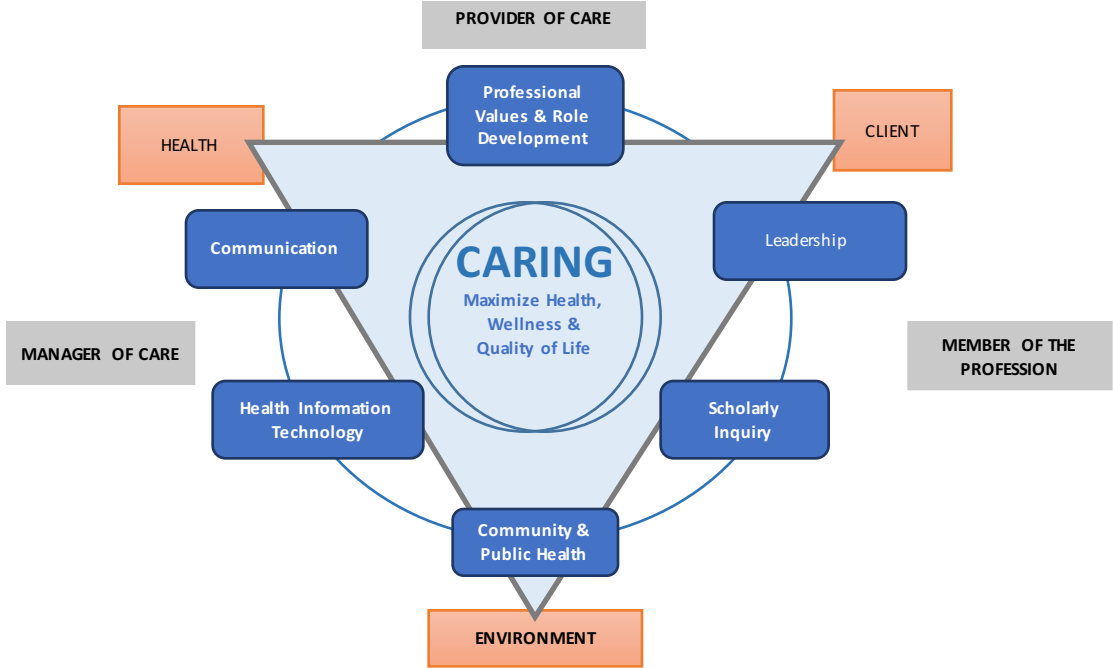 PROVIDER OF CARE
Professional
Values & Role
Development
HEALTH
CLIENT
Communication
Leadership
CARING
Maximize Health,
Wellness &
Quality of Life
MANAGER OF CARE
MEMBER OF THE
PROFESSION
Health Information
Technology
Scholarly
Inquiry
Community &
Public Health
ENVIRONMENT